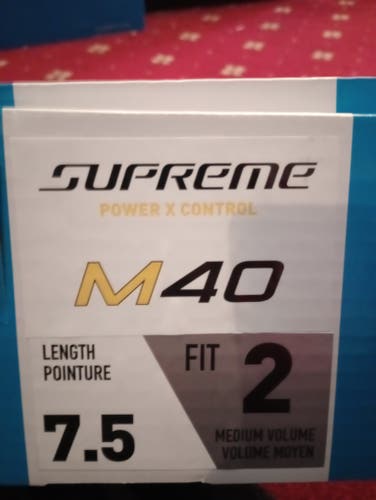 SUPREME
POWER X CONTROL
M40
LENGTH
POINTURE
7.5
FIT 2
MEDIUM VOLUME
VOLUME MOYEN